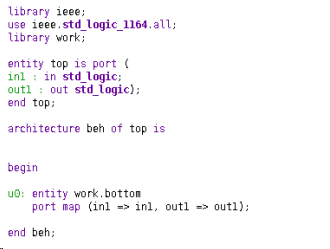 library ieee;
use ieee.std_logic_1164.all;
library work;
entity top is port (
in1 : in std_logic;
out1 : out std_logic);
end top;
architecture beh of top is
begin
u0: entity work.bottom
port map (in1 => in1, out1 => out1);
end beh;